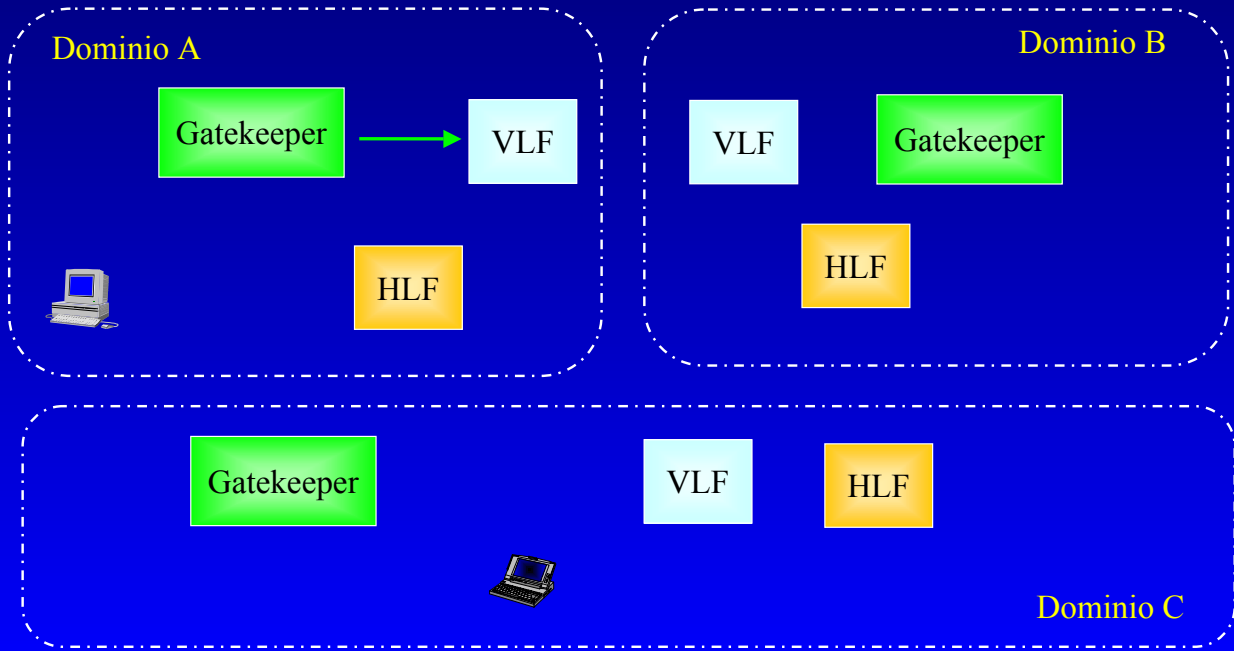 Dominio A
Gatekeeper
VLF
HLF
Dominio B
VLF
Gatekeeper
HLF
Gatekeeper
VLF
HLF
Dominio C